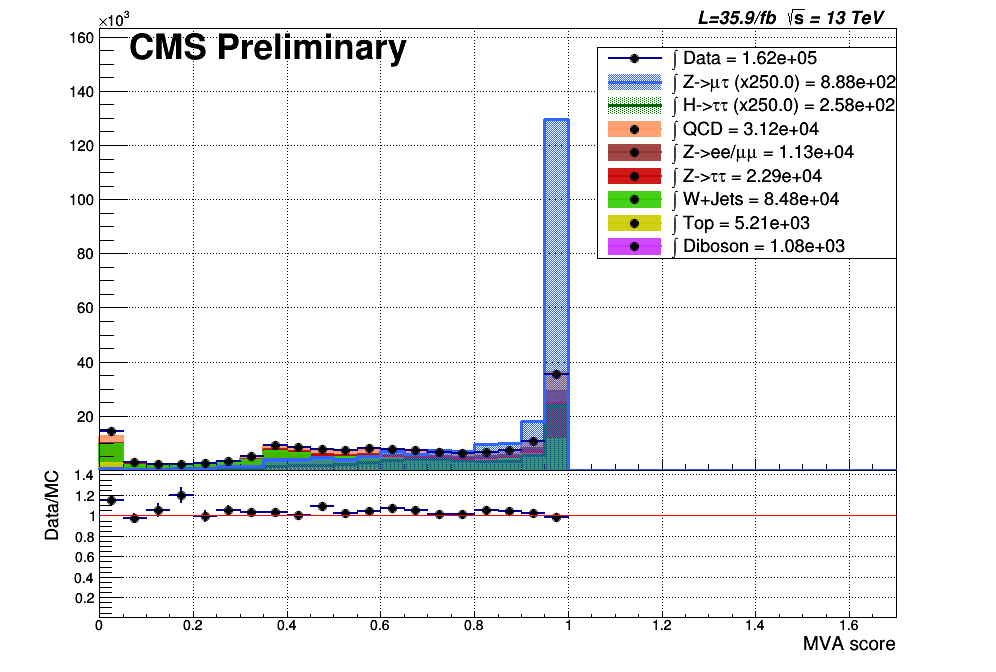 ×10³
L=35.9/fb √s = 13 TeV
CMS Preliminary
160
140
120
100
80
60
40
20
∫ Data = 1.62e+05
∫ Z->μτ (x250.0) = 8.88e+02
∫ H->ττ (x250.0) = 2.58e+02
∫ QCD = 3.12e+04
∫ Z->ee/μμ = 1.13e+04
∫ Z->ττ = 2.29e+04
∫ W+Jets = 8.48e+04
∫ Top = 5.21e+03
∫ Diboson = 1.08e+03
Data/MC
1.4
1.2
1
0.8
0.6
0.4
0.2
0 0.2 0.4 0.6 0.8 1 1.2 1.4 1.6
MVA score